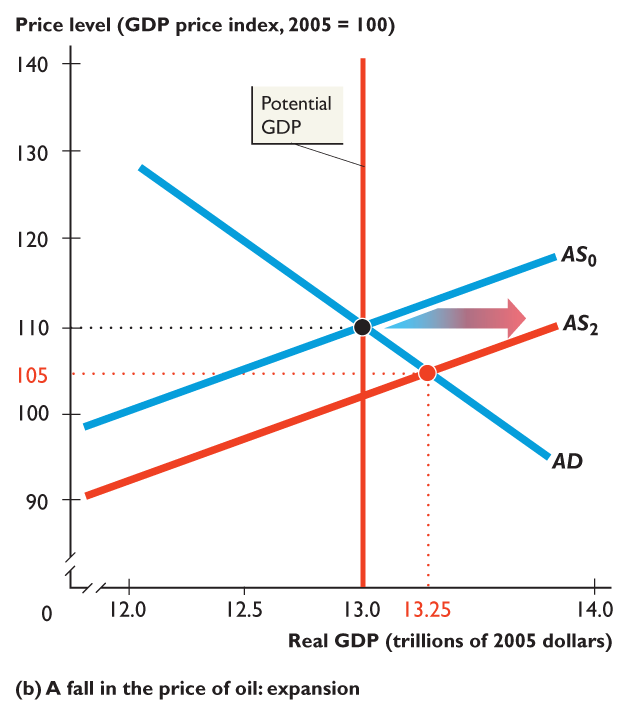 Price level (GDP price index, 2005 = 100)
140
Potential
GDP
130
120
AS0
110
AS2
105
100
AD
90
0
12.0 12.5 13.0 13.25 14.0
Real GDP (trillions of 2005 dollars)
(b) A fall in the price of oil: expansion